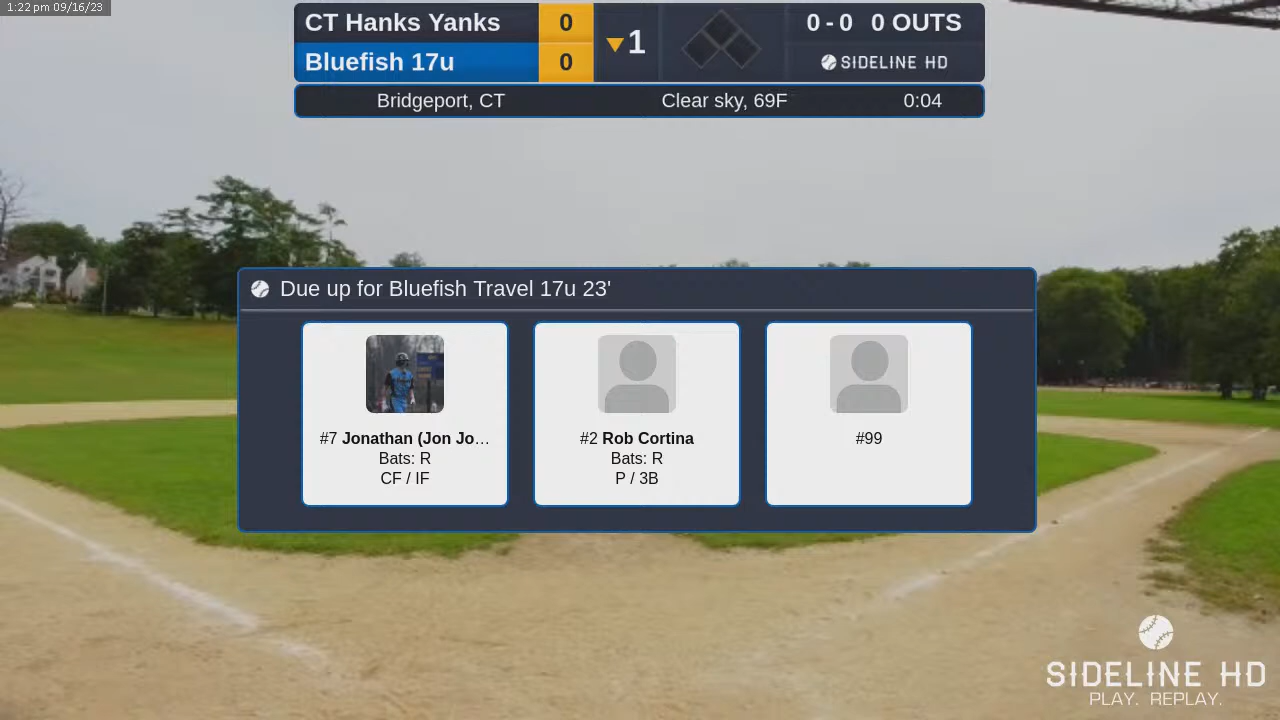 1:22 pm 09/16/23
CT Hanks Yanks 0
Bluefish 17u 0
▼1
0 - 0 0 OUTS
SIDELINE HD
Bridgeport, CT Clear sky, 69F 0:04
Due up for Bluefish Travel 17u 23'
#7 Jonathan (Jon Jo…
Bats: R
CF / IF
#2 Rob Cortina
Bats: R
P / 3B
#99
SIDELINE HD
PLAY. REPLAY.